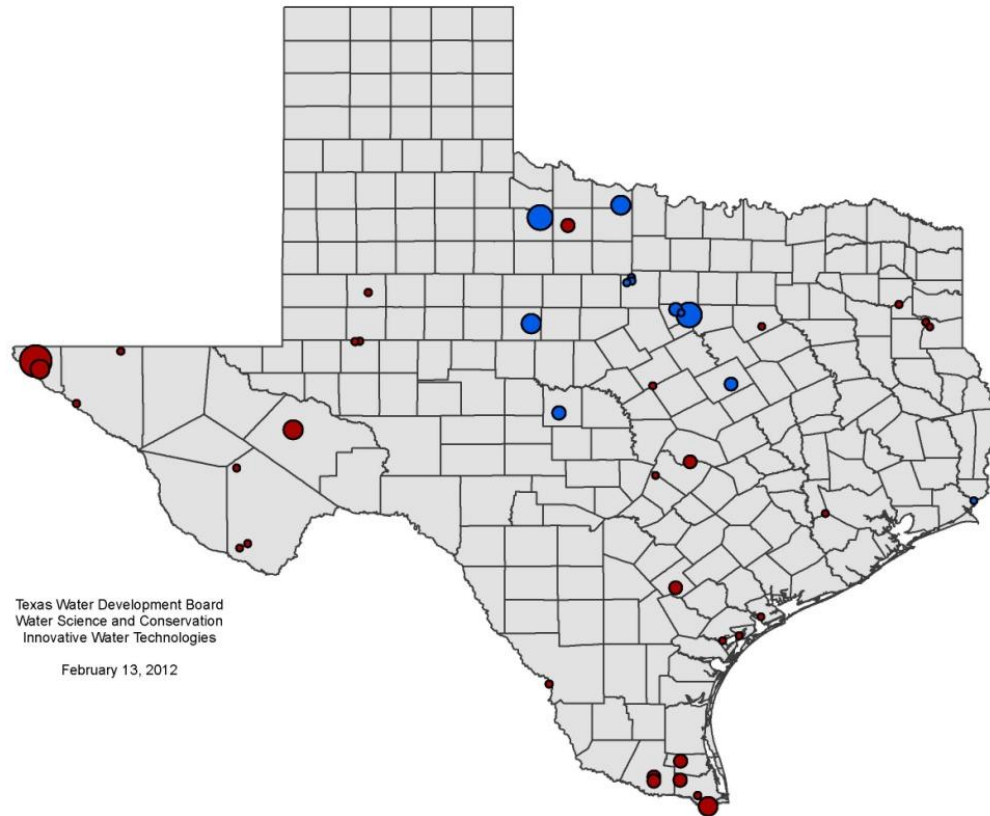 Texas Water Development Board
Water Science and Conservation
Innovative Water Technologies
February 13, 2012